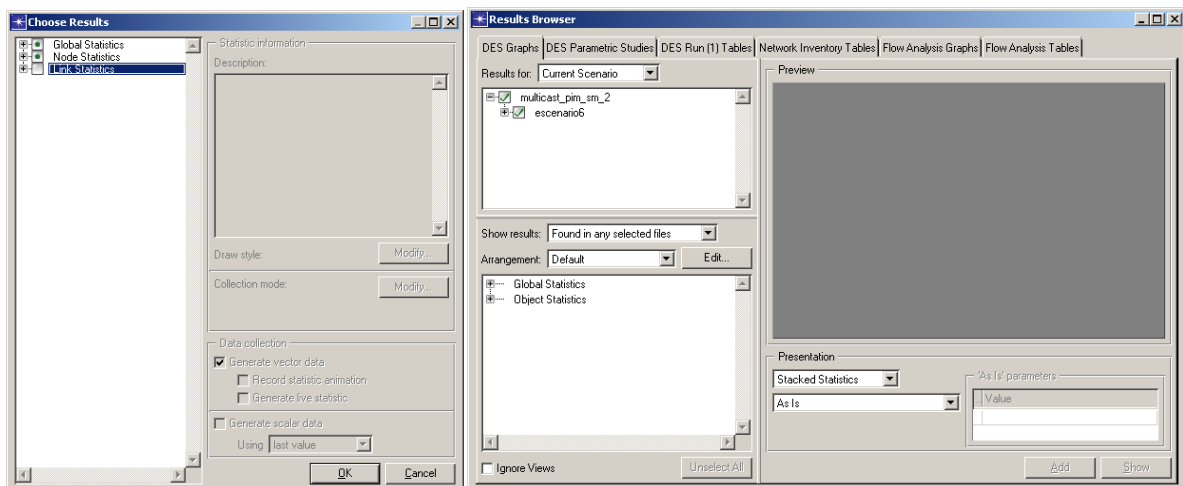 Choose Results
Global Statistics
Node Statistics
Link Statistics
Statistic information
Description:
Draw style:
Modify...
Collection mode:
Modify...
Data collection
Generate vector data
Record statistic animation
Generate live statistic
Generate scalar data
Using last value
OK
Cancel
Results Browser
DES Graphs
DES Parametric Studies
DES Run (1) Tables
Network Inventory Tables
Flow Analysis Graphs
Flow Analysis Tables
Results for: Current Scenario
multicast_pim_sm_2
escenario6
Show results: Found in any selected files
Arrangement: Default
Edit...
Global Statistics
Object Statistics
Ignore Views
Unselect All
Preview
Presentation
Stacked Statistics
As Is
'As Is' parameters
... Value
Add
Show